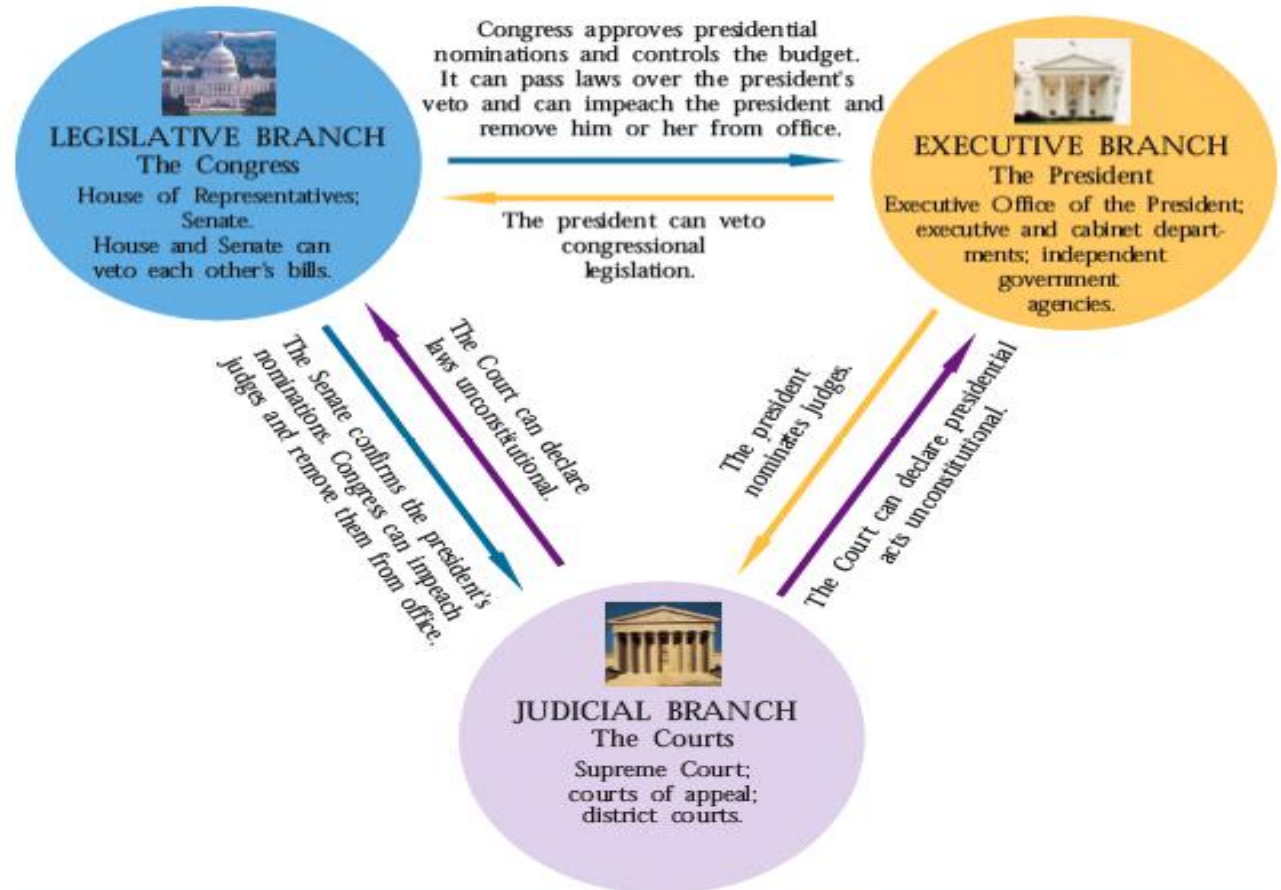 Congress approves presidential
nominations and controls the budget.
It can pass laws over the president's
veto and can impeach the president and
remove him or her from office.
LEGISLATIVE BRANCH
The Congress
House of Representatives;
Senate.
House and Senate can
veto each other's bills.
EXECUTIVE BRANCH
The President
Executive Office of the President;
executive and cabinet depart-
ments; independent
government
agencies.
The president can veto
congressional
legislation.
The Senate confirms the president's
nominations. Congress can impeach
judges and remove them from office.
The Court can declare
laws unconstitutional.
The president
nominates judges.
The Court can declare presidential
acts unconstitutional.
JUDICIAL BRANCH
The Courts
Supreme Court;
courts of appeal;
district courts.